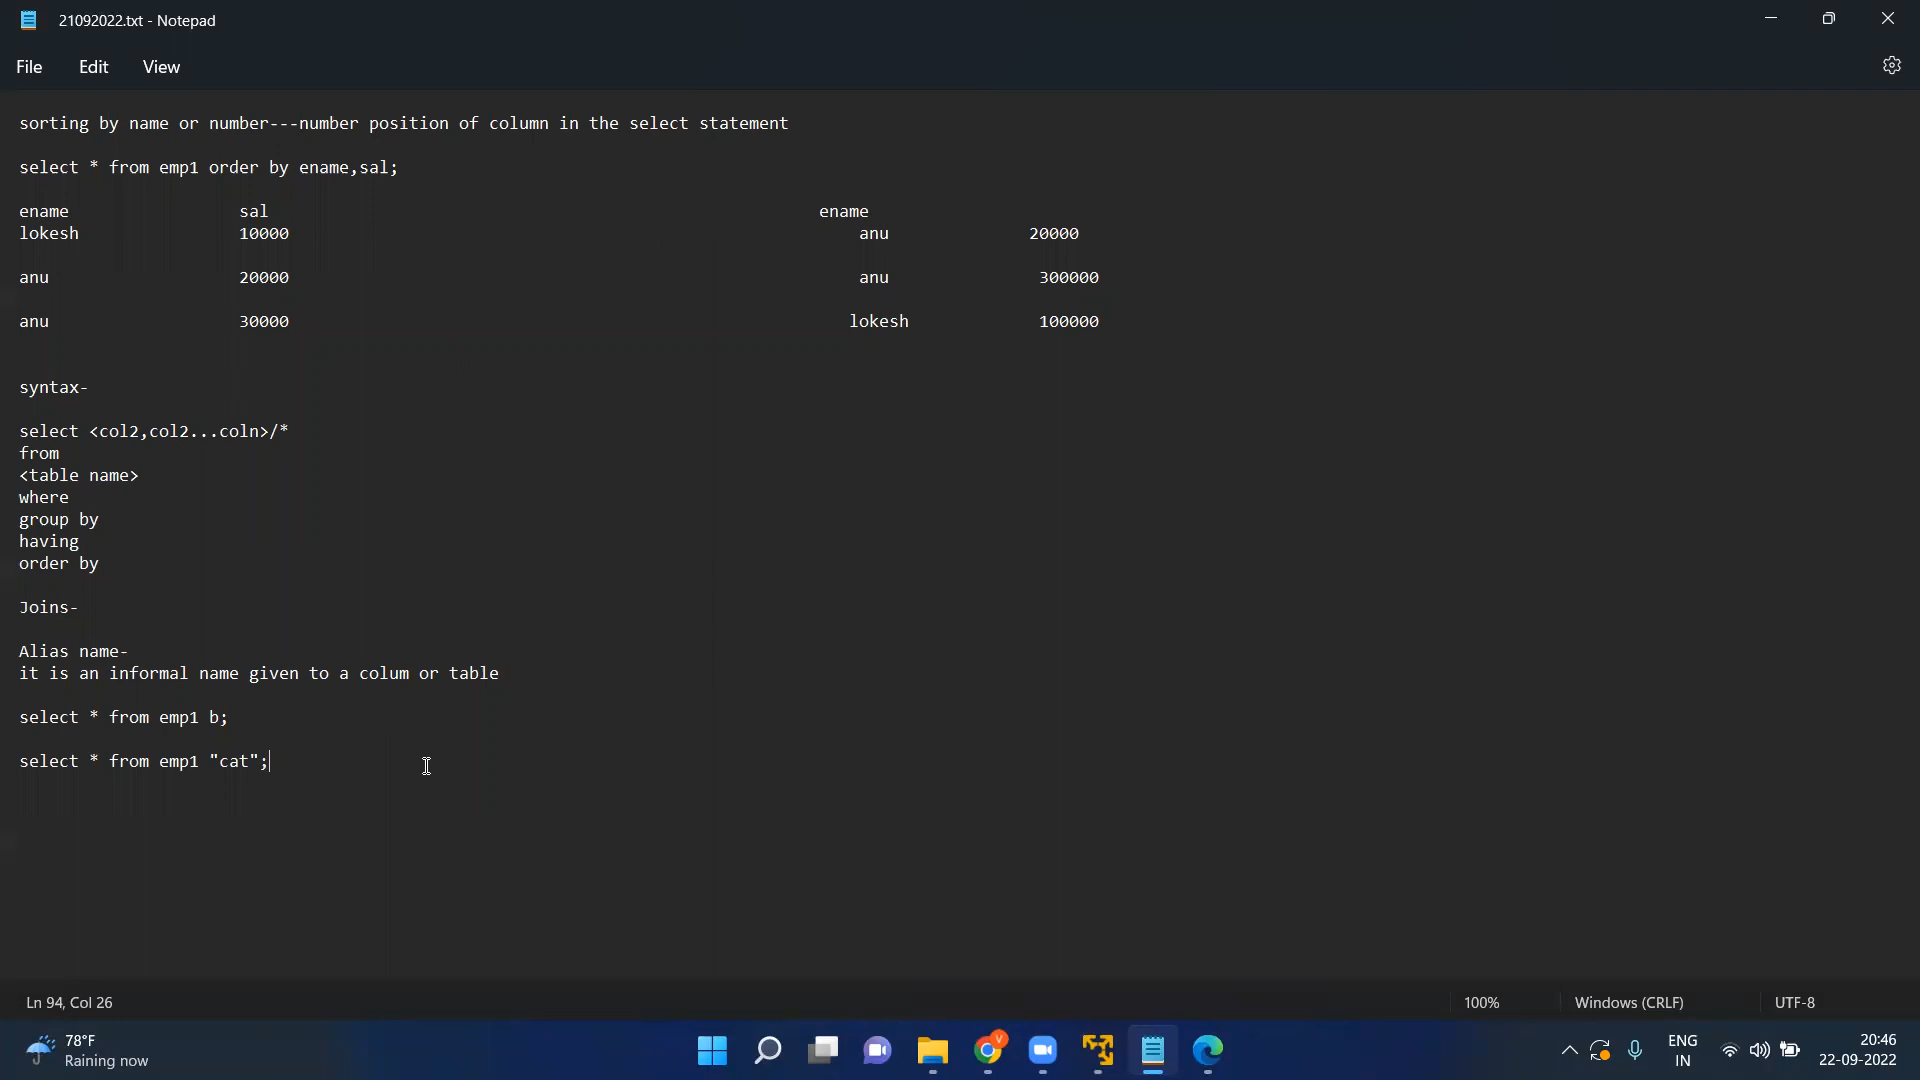 21092022.txt - Notepad
File Edit View
sorting by name or number---number position of column in the select statement
select * from emp1 order by ename,sal;
ename sal ename
lokesh 10000 anu 20000
anu 20000 anu 300000
anu 30000 lokesh 100000
syntax-
select <col2,col2...coln>/*
from
<table name>
where
group by
having
order by
Joins-
Alias name-
it is an informal name given to a colum or table
select * from emp1 b;
select * from emp1 "cat";
Ln 94, Col 26 100% Windows (CRLF) UTF-8
78°F
Raining now
V
ENG
IN
20:46
22-09-2022